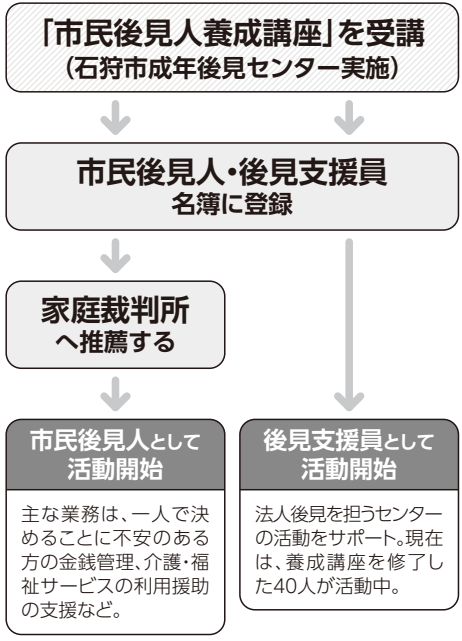 「市民後見人養成講座」を受講
（石狩市成年後見センター実施）
市民後見人・後見支援員
名簿に登録
家庭裁判所
へ推薦する
市民後見人として
活動開始
主な業務は、一人で決
めることに不安のある
方の金銭管理、介護・福
祉サービスの利用援助
の支援など。
後見支援員として
活動開始
法人後見を担うセンター
の活動をサポート。現在
は、養成講座を修了し
た40人が活動中。